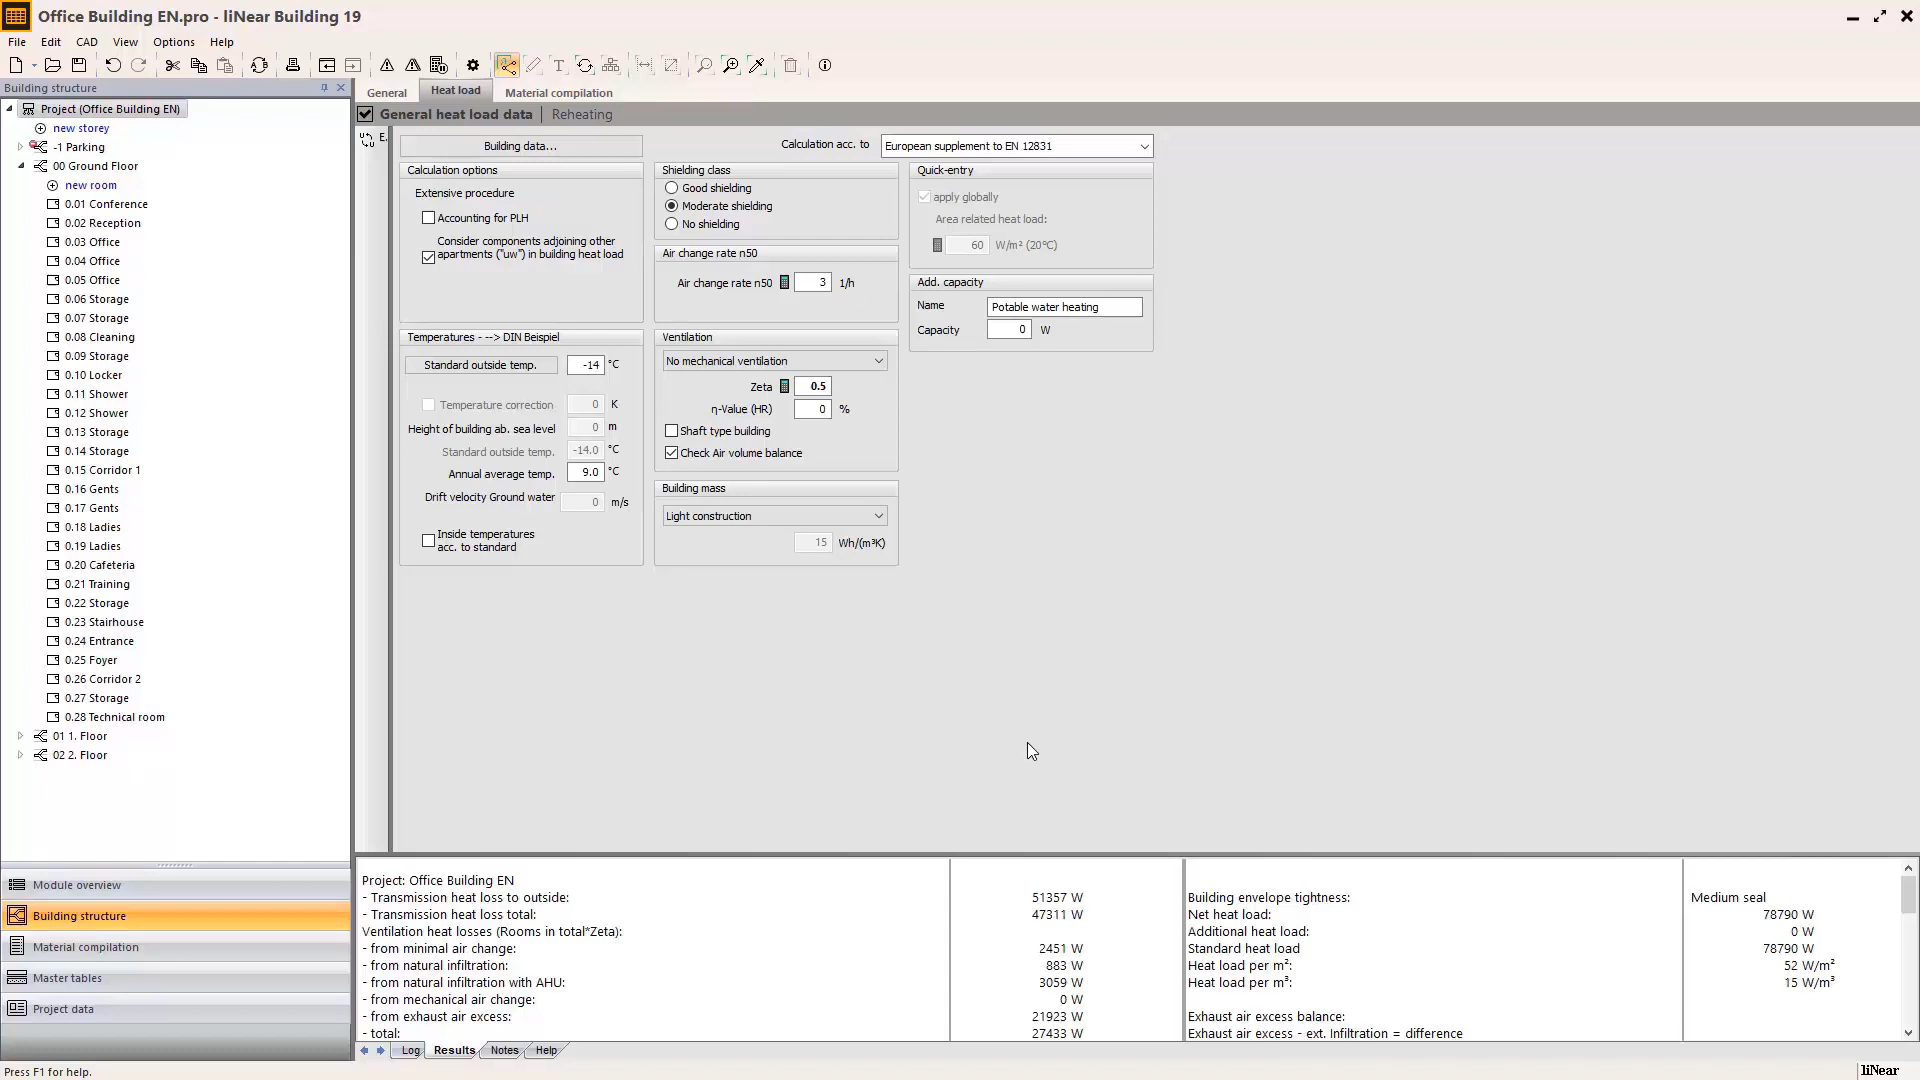 Office Building EN.pro - liNear Building 19
File Edit CAD View Options Help
Building structure
Project (Office Building EN)
new storey
-1 Parking
00 Ground Floor
new room
0.01 Conference
0.02 Reception
0.03 Office
0.04 Office
0.05 Office
0.06 Storage
0.07 Storage
0.08 Cleaning
0.09 Storage
0.10 Locker
0.11 Shower
0.12 Shower
0.13 Storage
0.14 Storage
0.15 Corridor 1
0.16 Gents
0.17 Gents
0.18 Ladies
0.19 Ladies
0.20 Cafeteria
0.21 Training
0.22 Storage
0.23 Stairhouse
0.24 Entrance
0.25 Foyer
0.26 Corridor 2
0.27 Storage
0.28 Technical room
01 1. Floor
02 2. Floor
Module overview
Building structure
Material compilation
Master tables
Project data
General Heat load Material compilation
General heat load data Reheating
E.
Building data...
Calculation acc. to European supplement to EN 12831
Calculation options
Extensive procedure
Accounting for PLH
Consider components adjoining other
apartments ("uw") in building heat load
Temperatures - --> DIN Beispiel
Standard outside temp. -14 °C
Temperature correction 0 K
Height of building ab. sea level 0 m
Standard outside temp. -14.0 °C
Annual average temp. 9.0 °C
Drift velocity Ground water 0 m/s
Inside temperatures
acc. to standard
Shielding class
Good shielding
Moderate shielding
No shielding
Air change rate n50
Air change rate n50 3 1/h
Ventilation
No mechanical ventilation
Zeta 0.5
η-Value (HR) 0 %
Shaft type building
Check Air volume balance
Building mass
Light construction
15 Wh/(m³K)
Quick-entry
apply globally
Area related heat load:
60 W/m² (20°C)
Add. capacity
Name Potable water heating
Capacity 0 W
Project: Office Building EN
- Transmission heat loss to outside: 51357 W
- Transmission heat loss total: 47311 W
Ventilation heat losses (Rooms in total*Zeta):
- from minimal air change: 2451 W
- from natural infiltration: 883 W
- from natural infiltration with AHU: 3059 W
- from mechanical air change: 0 W
- from exhaust air excess: 21923 W
- total: 27433 W
Building envelope tightness: Medium seal
Net heat load: 78790 W
Additional heat load: 0 W
Standard heat load 78790 W
Heat load per m²: 52 W/m²
Heat load per m³: 15 W/m³
Exhaust air excess balance:
Exhaust air excess - ext. Infiltration = difference
Log Results Notes Help
Press F1 for help.
liNear